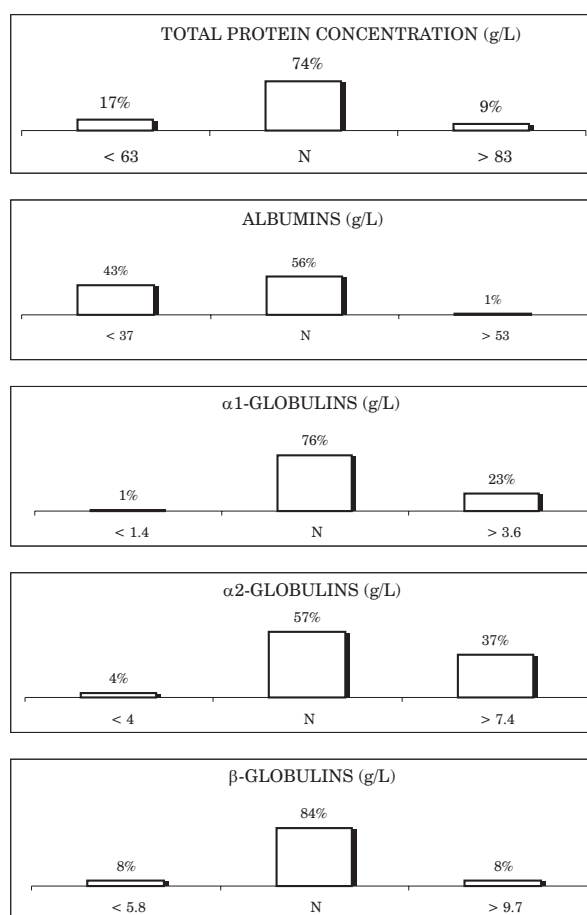 TOTAL PROTEIN CONCENTRATION (g/L)
74%
17%
9%
< 63 N > 83
ALBUMINS (g/L)
43%
56%
1%
< 37 N > 53
α1-GLOBULINS (g/L)
76%
1%
23%
< 1.4 N > 3.6
α2-GLOBULINS (g/L)
57%
4%
37%
< 4 N > 7.4
β-GLOBULINS (g/L)
84%
8%
8%
< 5.8 N > 9.7